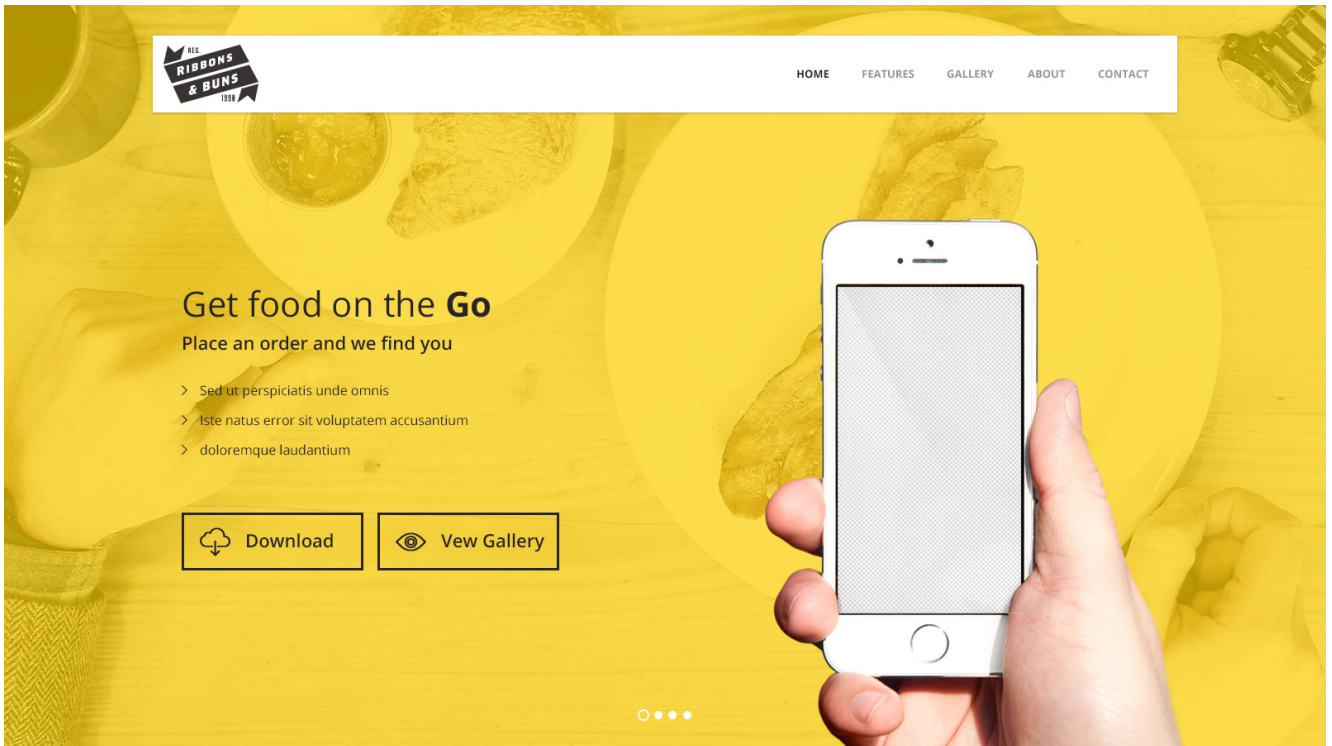 REG.
RIBBONS
& BUNS
1998
HOME FEATURES GALLERY ABOUT CONTACT
Get food on the Go
Place an order and we find you
Sed ut perspiciatis unde omnis
Iste natus error sit voluptatem accusantium
doloremque laudantium
Download Vew Gallery